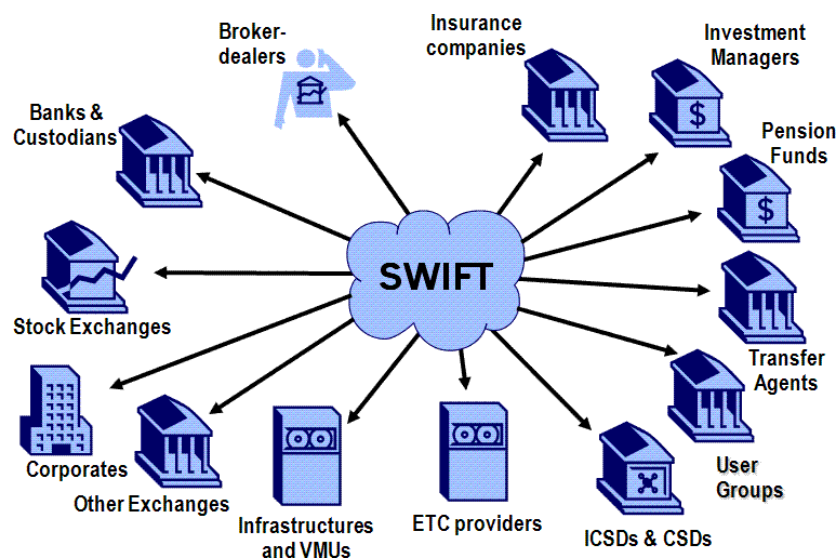 Broker-
dealers
Insurance
companies
Investment
Managers
Banks &
Custodians
Pension
Funds
$
$
SWIFT
Stock Exchanges
Transfer
Agents
Corporates
Other Exchanges
Infrastructures
and VMUs
ETC providers
ICSDs & CSDs
User
Groups